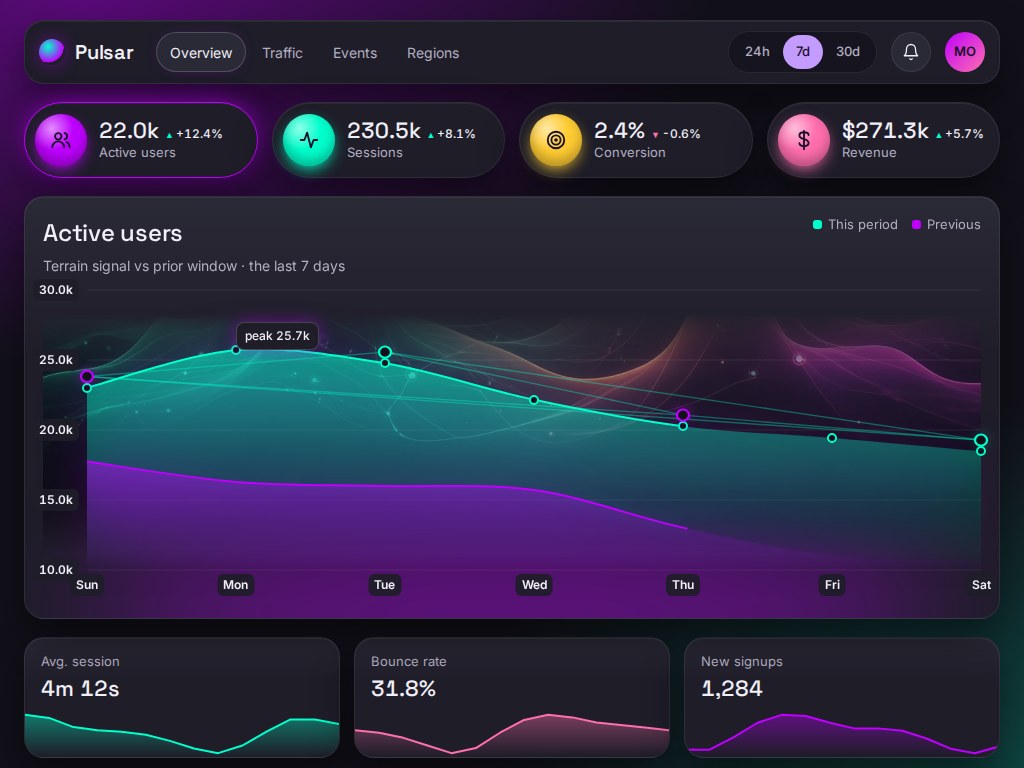 Pulsar
Overview
Traffic
Events
Regions
24h
7d
30d
MO
22.0k ▲ +12.4%
Active users
230.5k ▲ +8.1%
Sessions
2.4% ▼ -0.6%
Conversion
$271.3k ▲ +5.7%
Revenue
Active users
This period
Previous
Terrain signal vs prior window · the last 7 days
30.0k
25.0k
20.0k
15.0k
10.0k
peak 25.7k
Sun
Mon
Tue
Wed
Thu
Fri
Sat
Avg. session
4m 12s
Bounce rate
31.8%
New signups
1,284